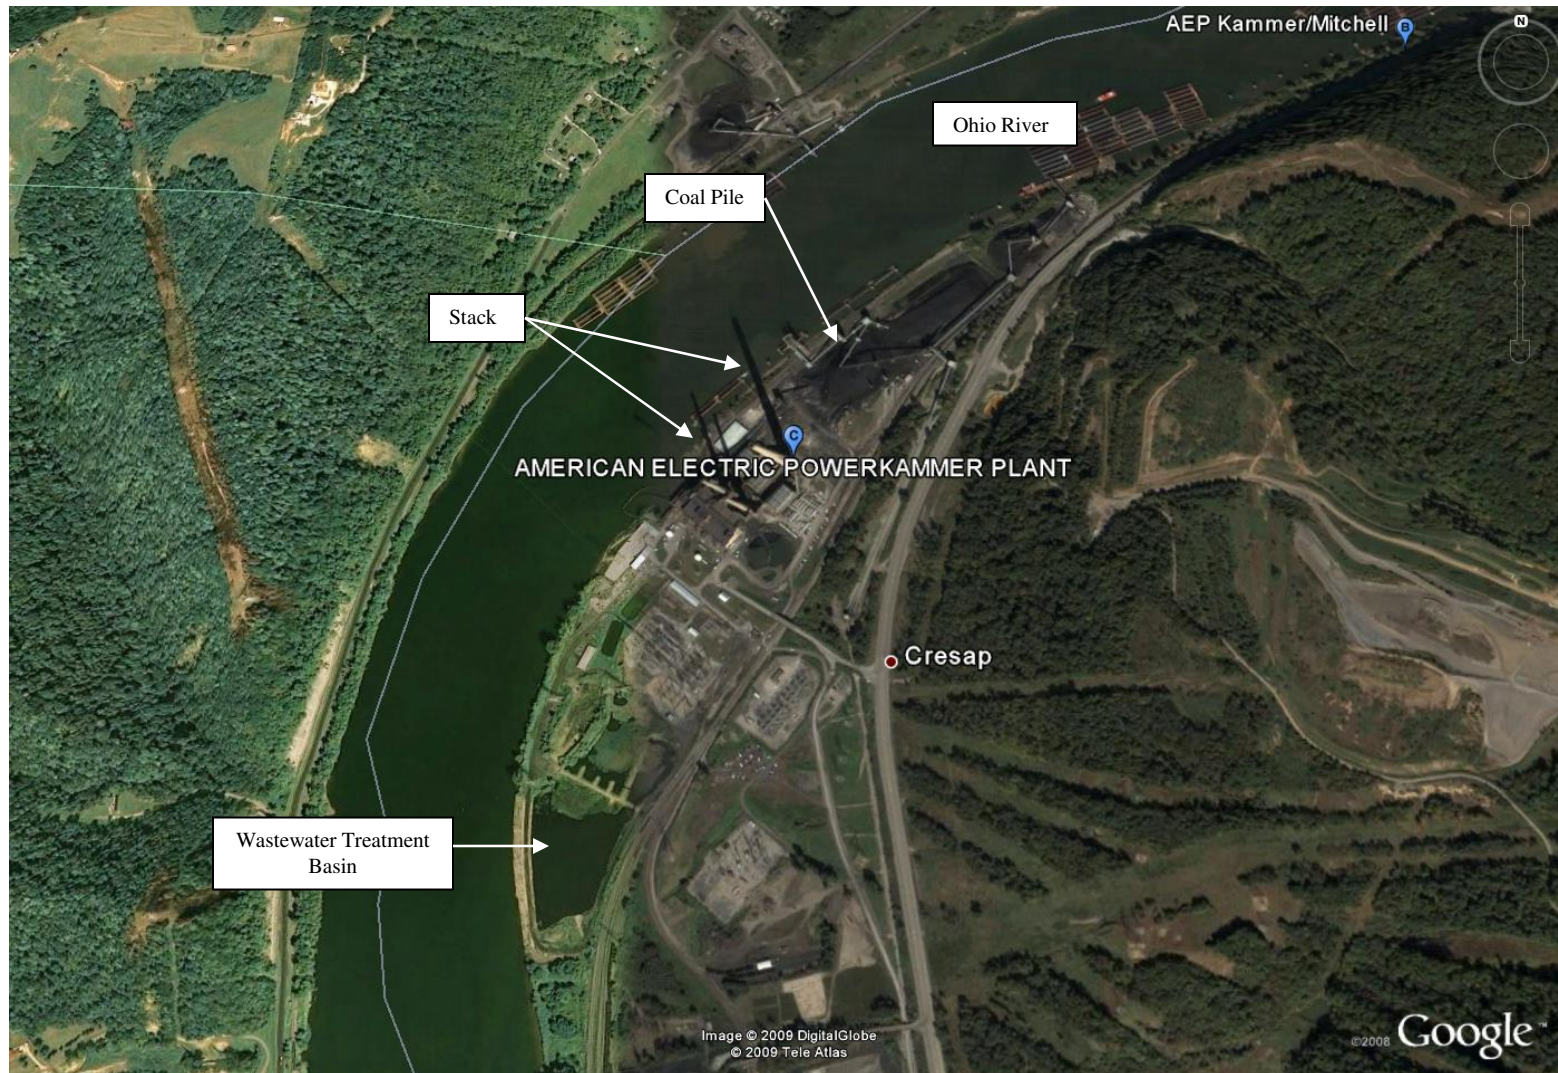 AEP Kammer/Mitchell
B
N
Ohio River
Coal Pile
Stack
C
AMERICAN ELECTRIC POWERKAMMER PLANT
Cresap
Wastewater Treatment
Basin
Image © 2009 DigitalGlobe
© 2009 Tele Atlas
©2008 Google™